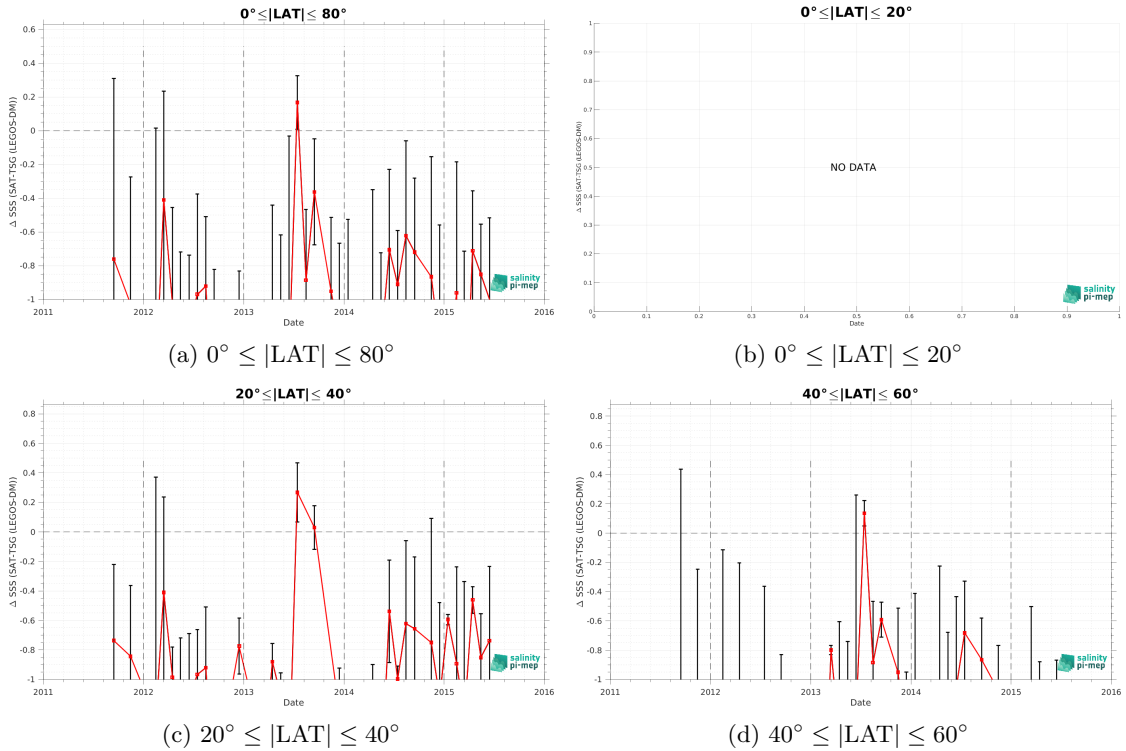 0°≤|LAT|≤ 80°
Δ SSS (SAT-TSG (LEGOS-DM))
0.6
0.4
0.2
0
-0.2
-0.4
-0.6
-0.8
-1
2011
2012
2013
2014
2015
2016
Date
salinity
pi-mep
(a) 0° ≤ |LAT| ≤ 80°
0°≤|LAT|≤ 20°
Δ SSS (SAT-TSG (LEGOS-DM))
1
0.9
0.8
0.7
0.6
0.5
0.4
0.3
0.2
0.1
0
NO DATA
0
0.1
0.2
0.3
0.4
0.5
0.6
0.7
0.8
0.9
1
Date
salinity
pi-mep
(b) 0° ≤ |LAT| ≤ 20°
20°≤|LAT|≤ 40°
Δ SSS (SAT-TSG (LEGOS-DM))
0.8
0.6
0.4
0.2
0
-0.2
-0.4
-0.6
-0.8
-1
2011
2012
2013
2014
2015
2016
Date
salinity
pi-mep
(c) 20° ≤ |LAT| ≤ 40°
40°≤|LAT|≤ 60°
Δ SSS (SAT-TSG (LEGOS-DM))
0.8
0.6
0.4
0.2
0
-0.2
-0.4
-0.6
-0.8
-1
2011
2012
2013
2014
2015
2016
Date
salinity
pi-mep
(d) 40° ≤ |LAT| ≤ 60°